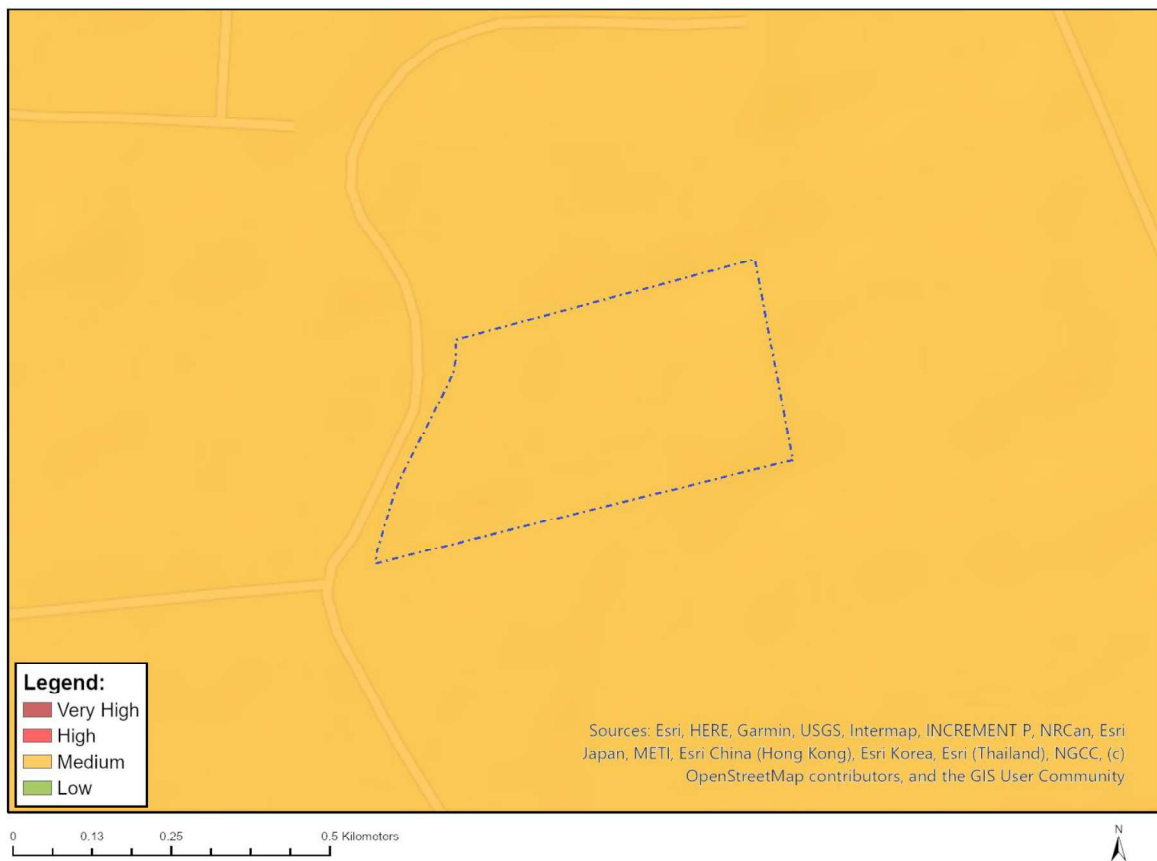 Legend:
Very High
High
Medium
Low
Sources: Esri, HERE, Garmin, USGS, Intermap, INCREMENT P, NRCan, Esri
Japan, METI, Esri China (Hong Kong), Esri Korea, Esri (Thailand), NGCC, (c)
OpenStreetMap contributors, and the GIS User Community
0 0.13 0.25 0.5 Kilometers
N